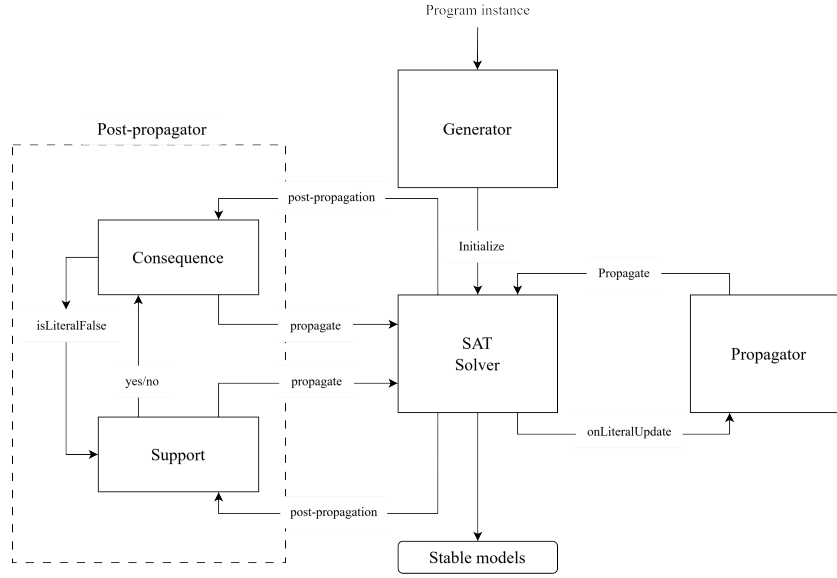 Program instance
Generator
Post-propagator
post-propagation
Consequence
Initialize
Propagate
isLiteralFalse
propagate
SAT
Solver
Propagator
yes/no
propagate
onLiteralUpdate
Support
post-propagation
Stable models